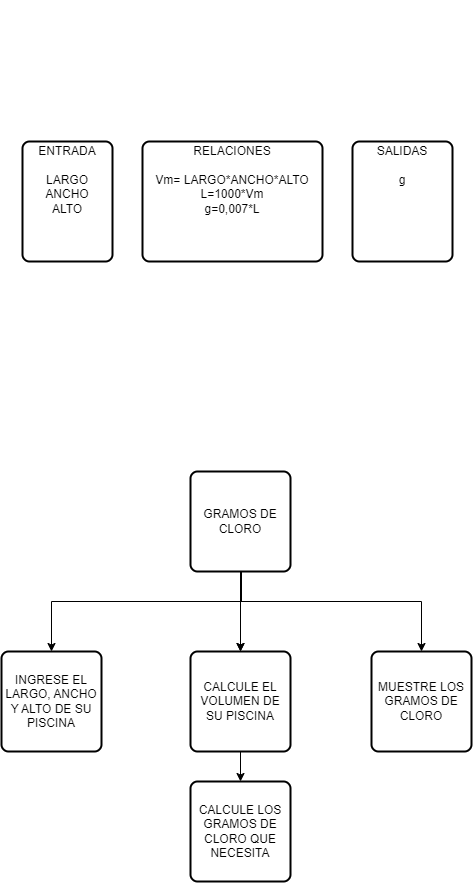 ENTRADA
LARGO
ANCHO
ALTO
RELACIONES
Vm= LARGO*ANCHO*ALTO
L=1000*Vm
g=0,007*L
SALIDAS
g
GRAMOS DE
CLORO
INGRESE EL
LARGO, ANCHO
Y ALTO DE SU
PISCINA
CALCULE EL
VOLUMEN DE
SU PISCINA
MUESTRE LOS
GRAMOS DE
CLORO
CALCULE LOS
GRAMOS DE
CLORO QUE
NECESITA